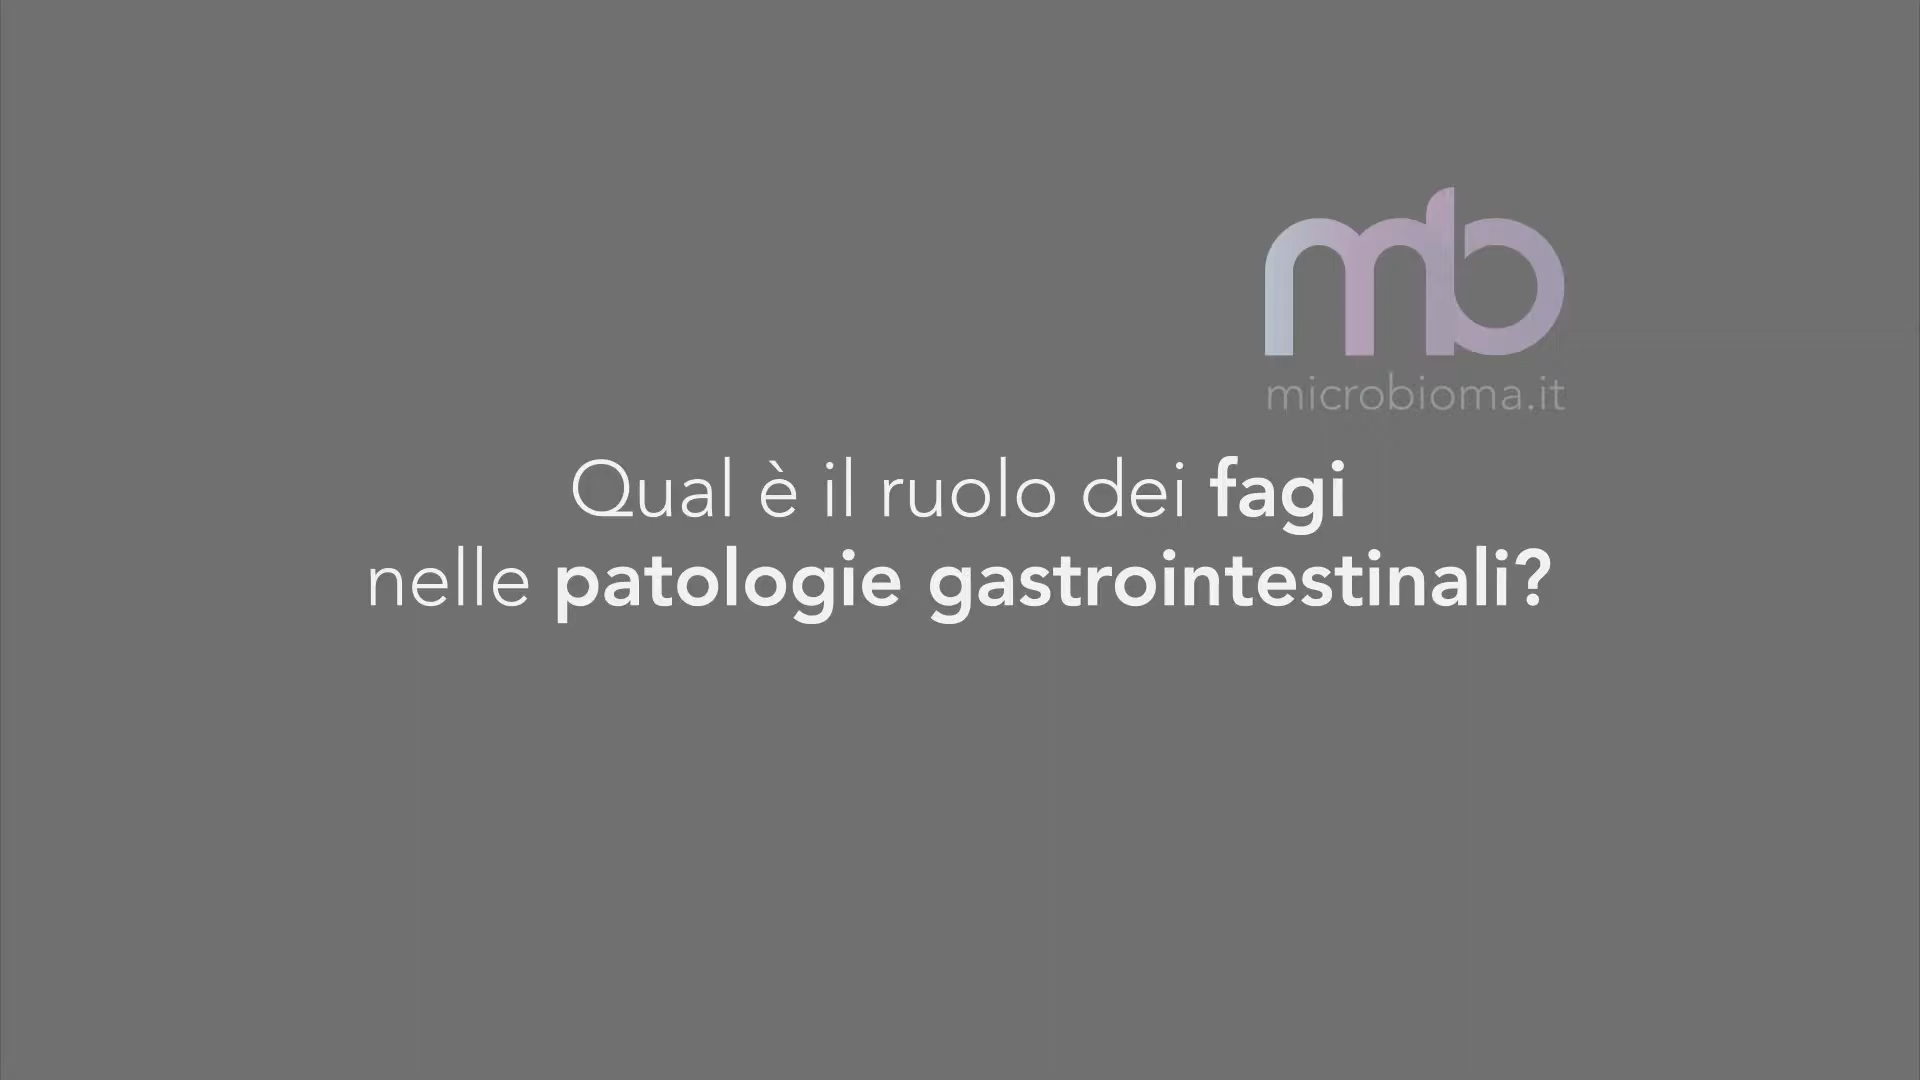 mb
microbioma.it
Qual è il ruolo dei fagi
nelle patologie gastrointestinali?